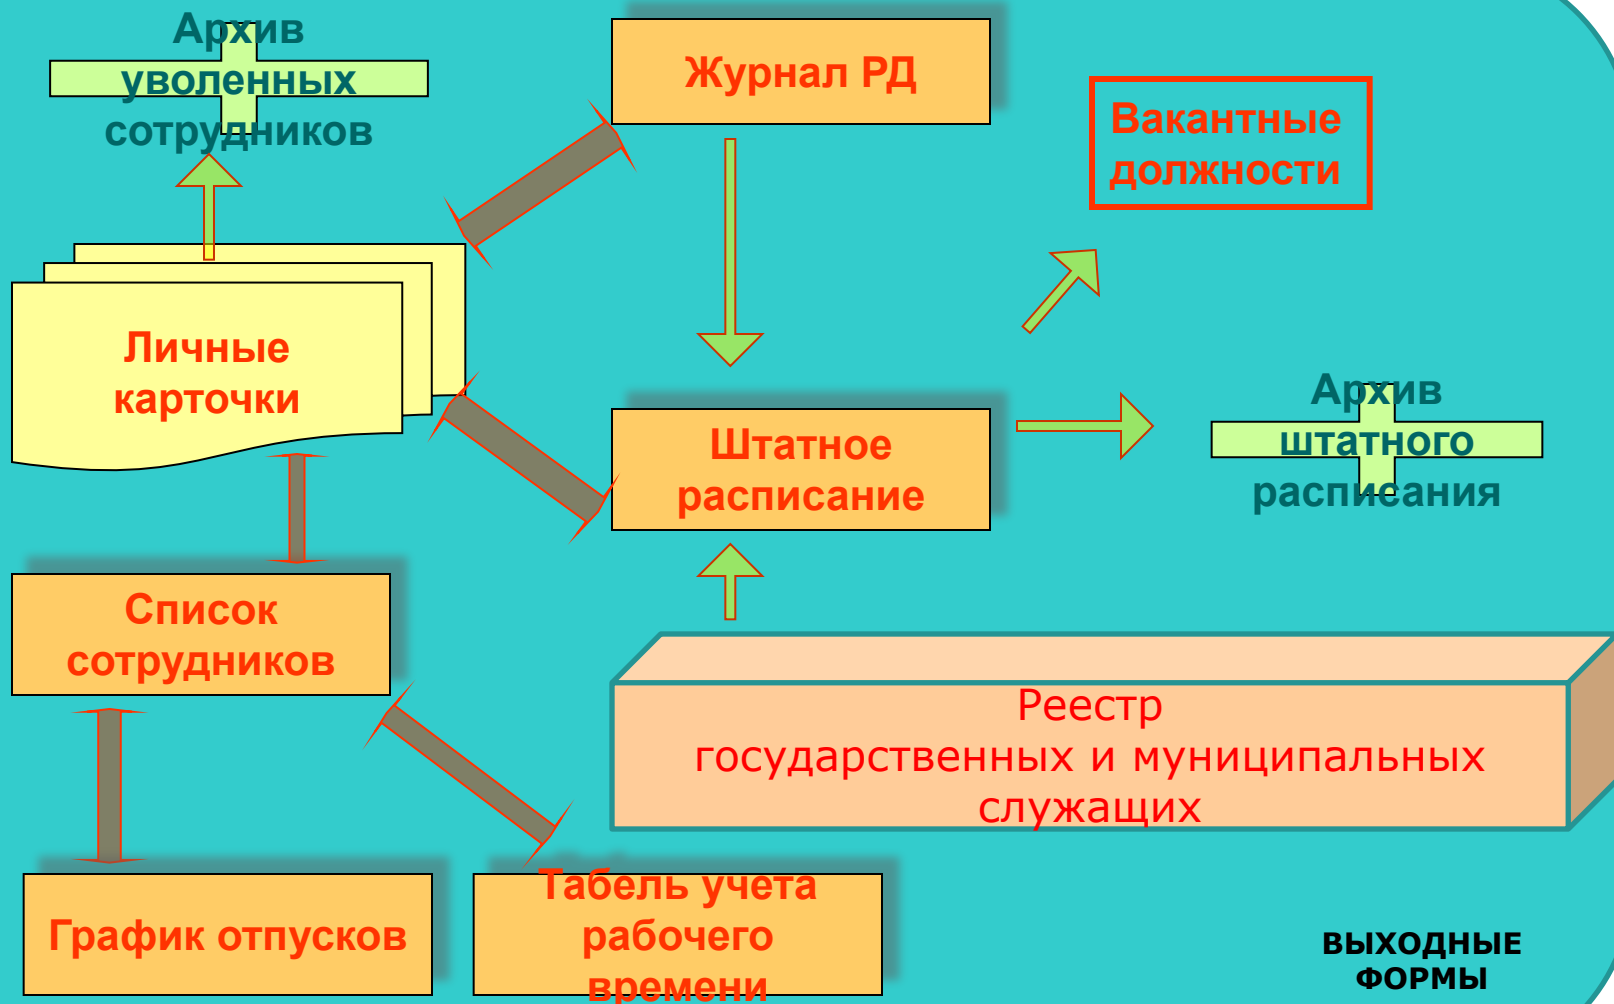 Архив
уволенных
сотрудников
Журнал РД
Вакантные
должности
Личные
карточки
Штатное
расписание
Архив
штатного
расписания
Список
сотрудников
Реестр
государственных и муниципальных
служащих
График отпусков
Табель учета
рабочего
времени
ВЫХОДНЫЕ
ФОРМЫ